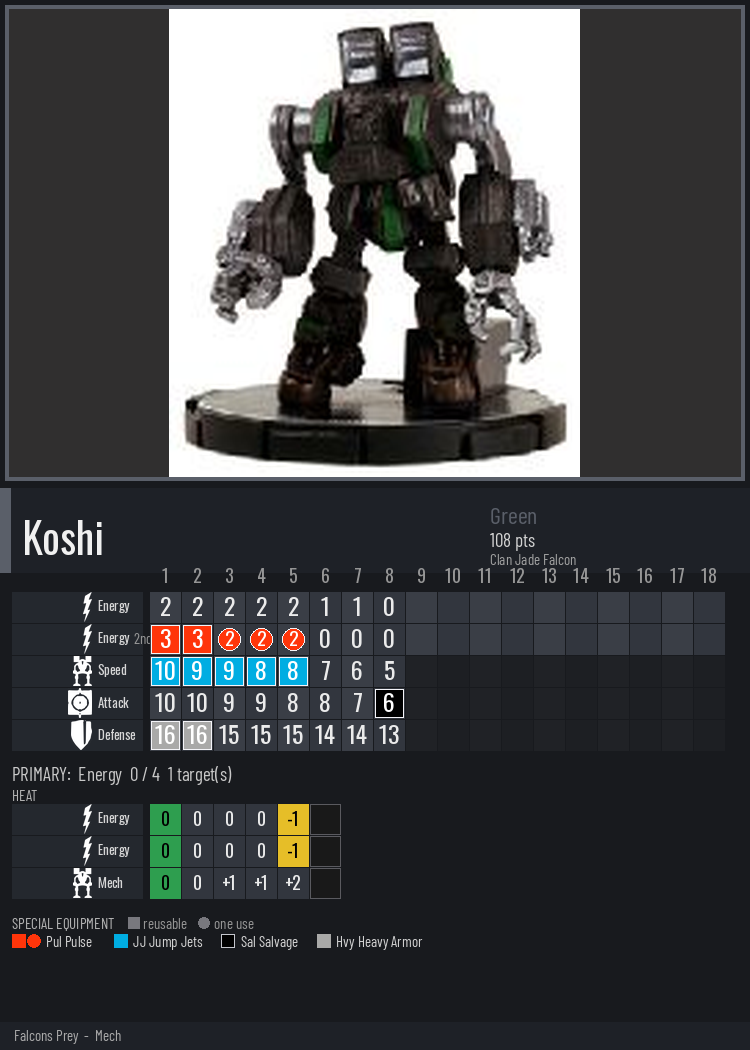 Koshi
Green
108 pts
Clan Jade Falcon
1 2 3 4 5 6 7 8 9 10 11 12 13 14 15 16 17 18
Energy 2 2 2 2 2 1 1 0
Energy 2nd 3 3 2 2 2 0 0 0
Speed 10 9 9 8 8 7 6 5
Attack 10 10 9 9 8 8 7 6
Defense 16 16 15 15 15 14 14 13
PRIMARY: Energy 0 / 4 1 target(s)
HEAT
Energy 0 0 0 0 -1
Energy 0 0 0 0 -1
Mech 0 0 +1 +1 +2
SPECIAL EQUIPMENT reusable one use
Pul Pulse JJ Jump Jets Sal Salvage Hvy Heavy Armor
Falcons Prey - Mech